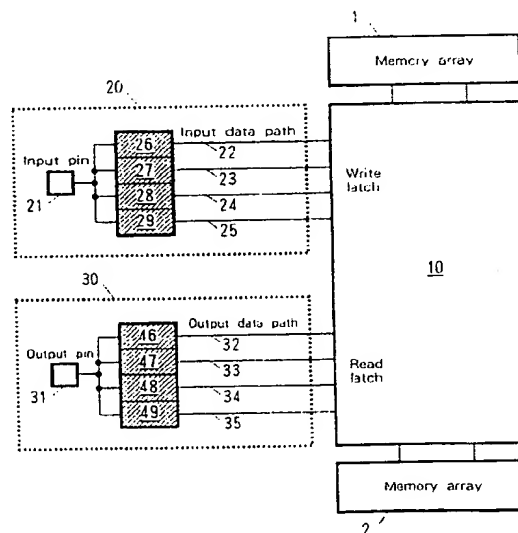 1
Memory array
20
Input pin
21
26
27
28
29
Input data path
22
23
24
25
Write
latch
10
30
Output pin
31
46
47
48
49
Output data path
32
33
34
35
Read
latch
Memory array
2